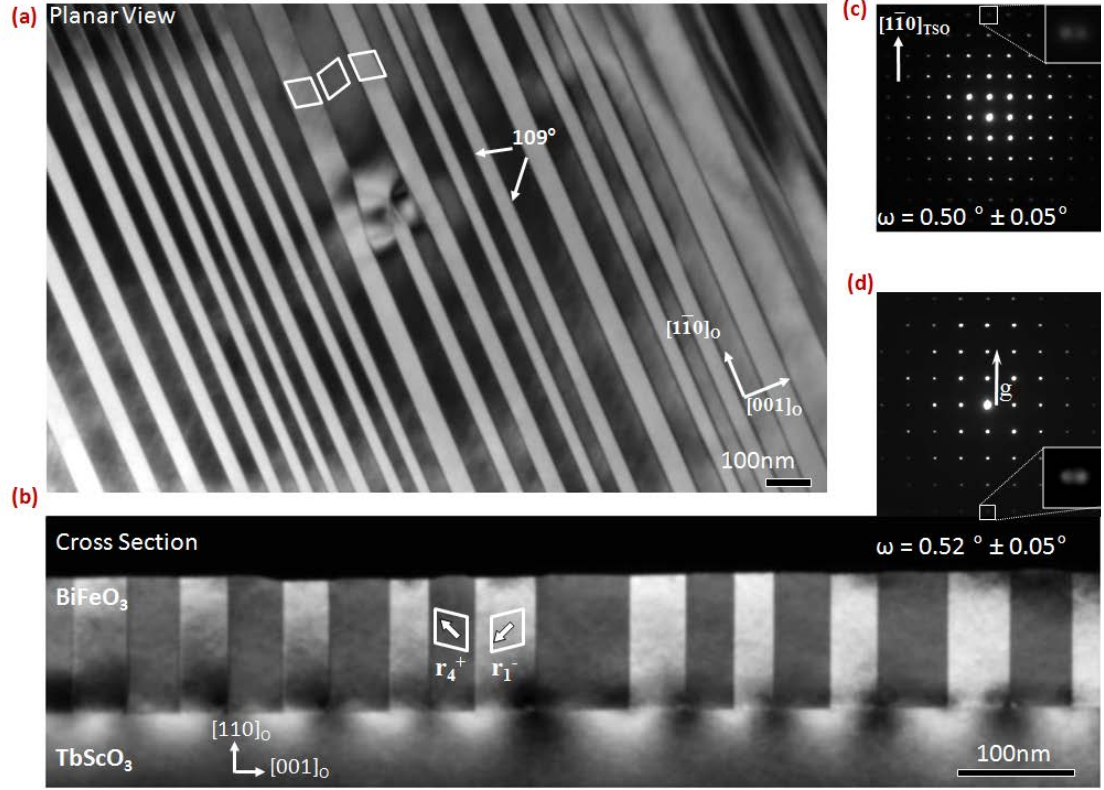 (a)
Planar View
109°
[11̅0]O
[001]O
100nm
(b)
Cross Section
BiFeO3
r4+
r1-
[110]O
[001]O
TbScO3
100nm
(c)
[11̅0]TSO
ω = 0.50 ° ± 0.05°
(d)
g
ω = 0.52 ° ± 0.05°